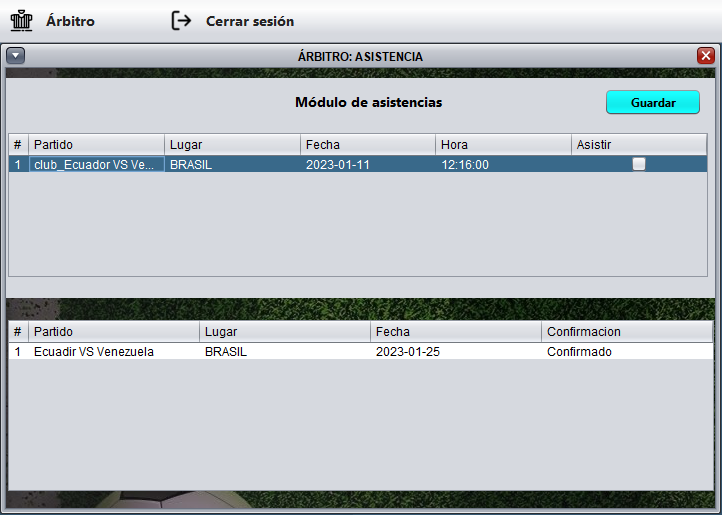 Árbitro Cerrar sesión
ÁRBITRO: ASISTENCIA
Módulo de asistencias Guardar
# Partido Lugar Fecha Hora Asistir
1 club_Ecuador VS Ve... BRASIL 2023-01-11 12:16:00
# Partido Lugar Fecha Confirmacion
1 Ecuadir VS Venezuela BRASIL 2023-01-25 Confirmado